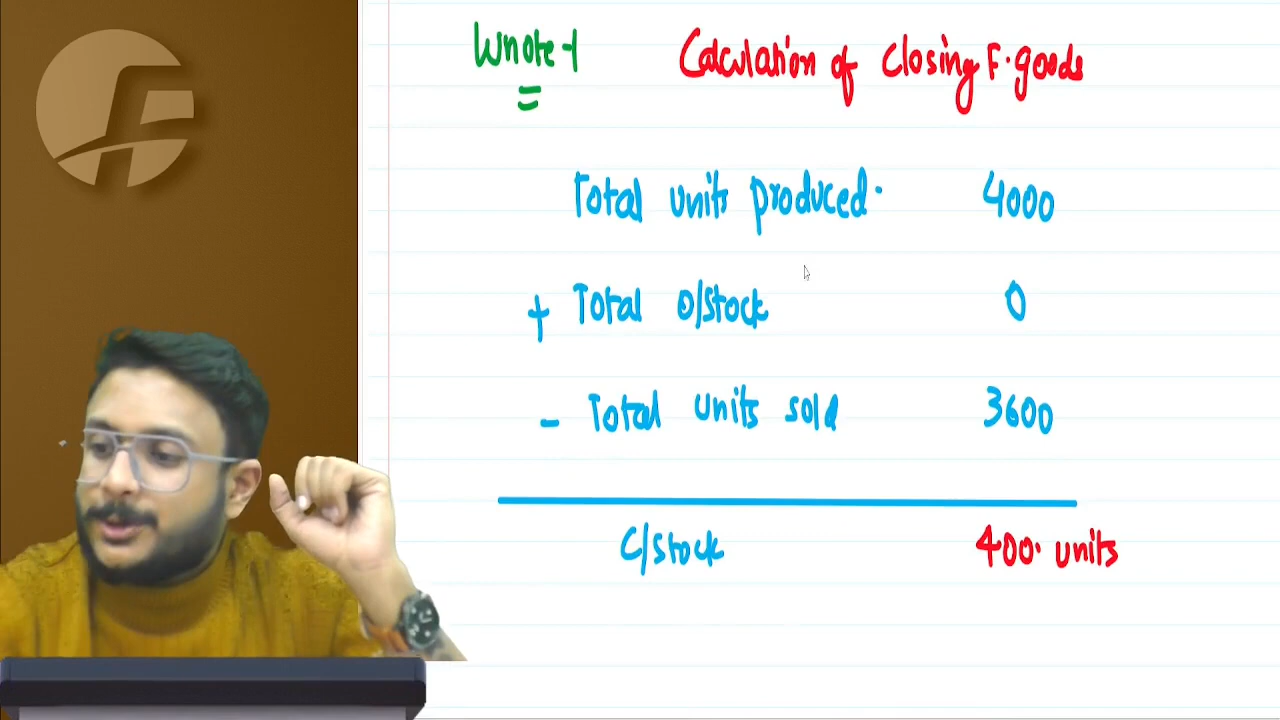 Wnote-1 Calculation of Closing F.goods
Total units produced. 4000
+ Total O/Stock 0
- Total units sold 3600
C/Stock 400. units